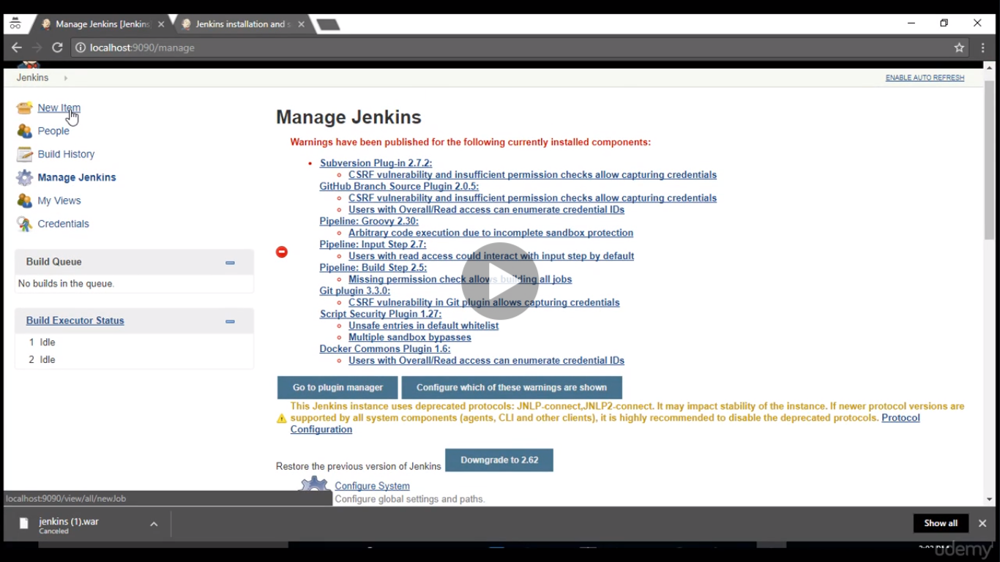 Manage Jenkins [Jenkins
Jenkins installation and s
localhost:9090/manage
Jenkins
ENABLE AUTO REFRESH
New Item
People
Build History
Manage Jenkins
My Views
Credentials
Build Queue
No builds in the queue.
Build Executor Status
1 Idle
2 Idle
Manage Jenkins
Warnings have been published for the following currently installed components:
Subversion Plug-in 2.7.2:
CSRF vulnerability and insufficient permission checks allow capturing credentials
GitHub Branch Source Plugin 2.0.5:
CSRF vulnerability and insufficient permission checks allow capturing credentials
Users with Overall/Read access can enumerate credential IDs
Pipeline: Groovy 2.30:
Arbitrary code execution due to incomplete sandbox protection
Pipeline: Input Step 2.7:
Users with read access could interact with input step by default
Pipeline: Build Step 2.5:
Missing permission check allows building all jobs
Git plugin 3.3.0:
CSRF vulnerability in Git plugin allows capturing credentials
Script Security Plugin 1.27:
Unsafe entries in default whitelist
Multiple sandbox bypasses
Docker Commons Plugin 1.6:
Users with Overall/Read access can enumerate credential IDs
Go to plugin manager
Configure which of these warnings are shown
This Jenkins instance uses deprecated protocols: JNLP-connect,JNLP2-connect. It may impact stability of the instance. If newer protocol versions are
supported by all system components (agents, CLI and other clients), it is highly recommended to disable the deprecated protocols. Protocol
Configuration
Restore the previous version of Jenkins
Downgrade to 2.62
Configure System
Configure global settings and paths.
localhost:9090/view/all/newJob
jenkins (1).war
Canceled
Show all
udemy